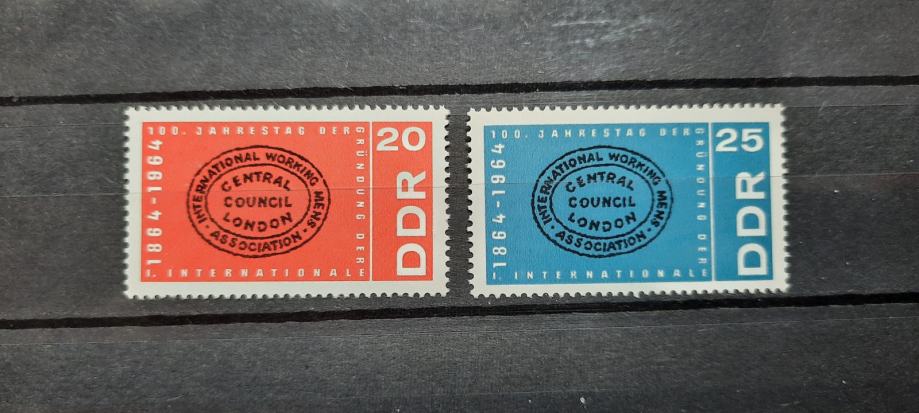 100. JAHRESTAG DER
GRÜNDUNG DER
I. INTERNATIONALE
1864-1964
INTERNATIONAL WORKING MENS
ASSOCIATION
CENTRAL
COUNCIL
LONDON
20
DDR
100. JAHRESTAG DER
GRÜNDUNG DER
I. INTERNATIONALE
1864-1964
INTERNATIONAL WORKING MENS
ASSOCIATION
CENTRAL
COUNCIL
LONDON
25
DDR